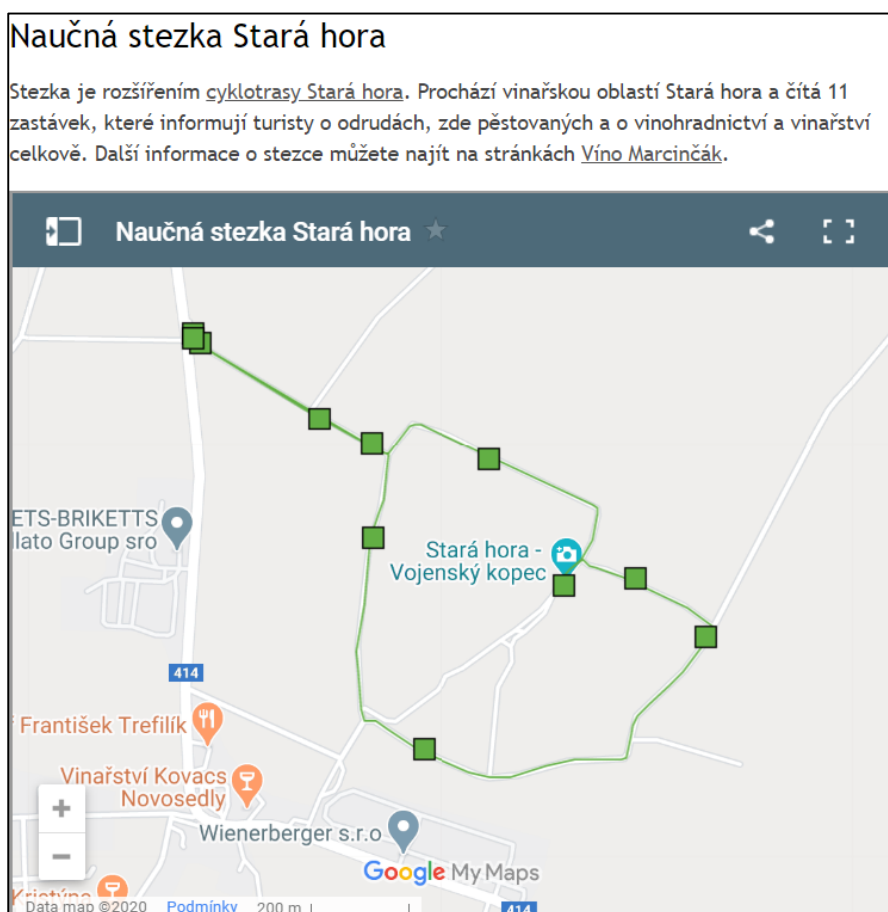 Naučná stezka Stará hora
Stezka je rozšířením cyklotrasy Stará hora. Prochází vinařskou oblastí Stará hora a čítá 11
zastávek, které informují turisty o odrudách, zde pěstovaných a o vinohradnictví a vinařství
celkově. Další informace o stezce můžete najít na stránkách Víno Marcinčák.
Naučná stezka Stará hora
ETS-BRIKETTS
llato Group sro
Stará hora -
Vojenský kopec
414
František Trefilík
Vinařství Kovacs
Novosedly
+
Wienerberger s.r.o
−
Google My Maps
Kristýna
Data map ©2020 Podmínky 200 m
414